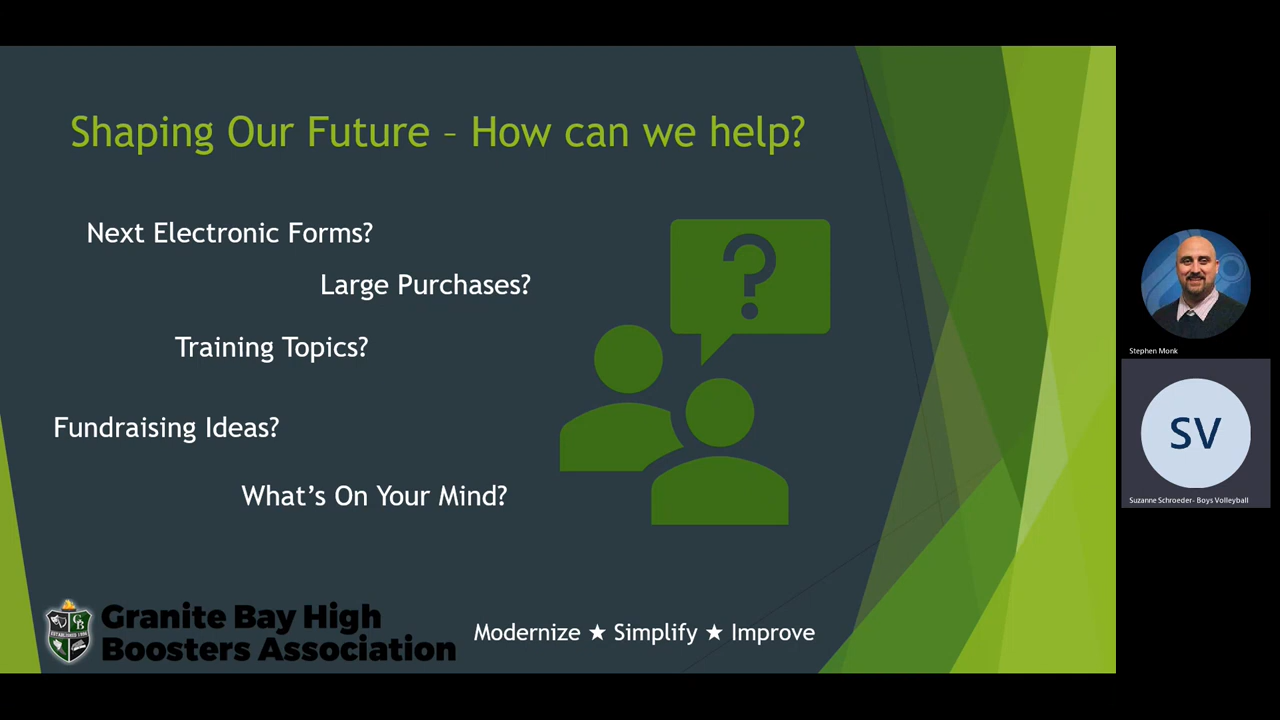 Shaping Our Future – How can we help?
Next Electronic Forms?
Large Purchases?
Training Topics?
Fundraising Ideas?
What's On Your Mind?
Granite Bay High
Boosters Association
Modernize ★ Simplify ★ Improve
?
Stephen Monk
SV
Suzanne Schroeder- Boys Volleyball